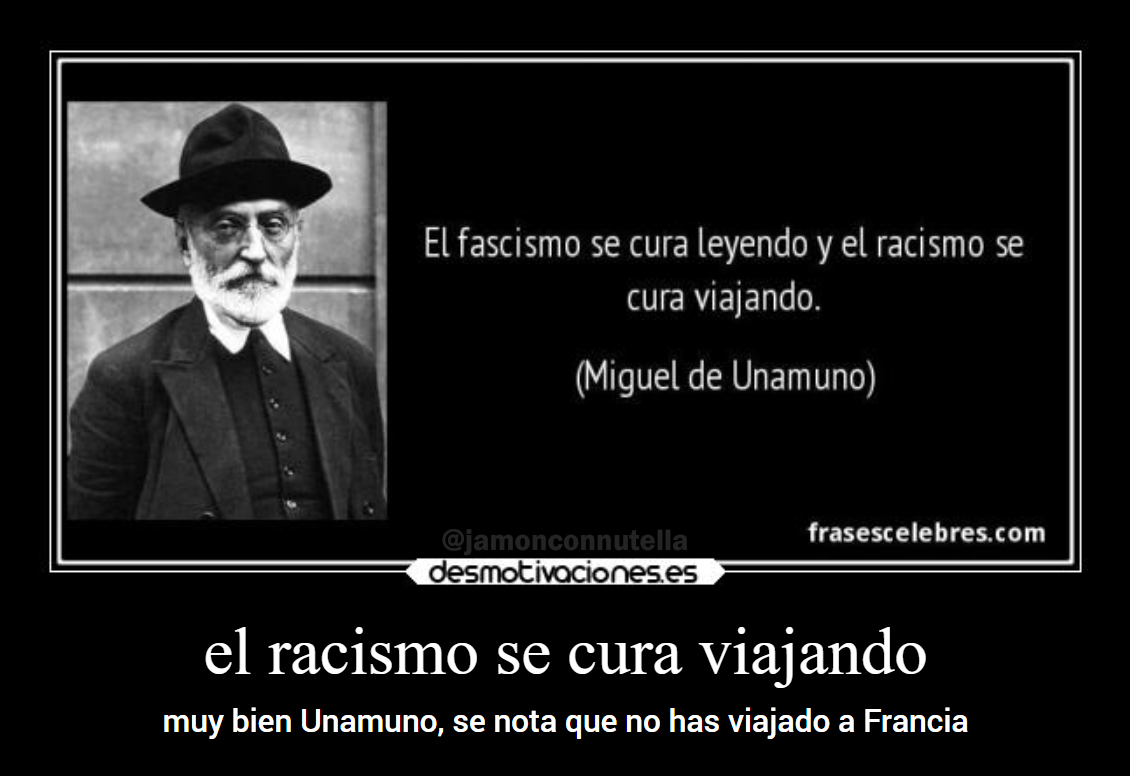 El fascismo se cura leyendo y el racismo se
cura viajando.
(Miguel de Unamuno)
frasescelebres.com
@jamonconnutella
desmotivaciones.es
el racismo se cura viajando
muy bien Unamuno, se nota que no has viajado a Francia